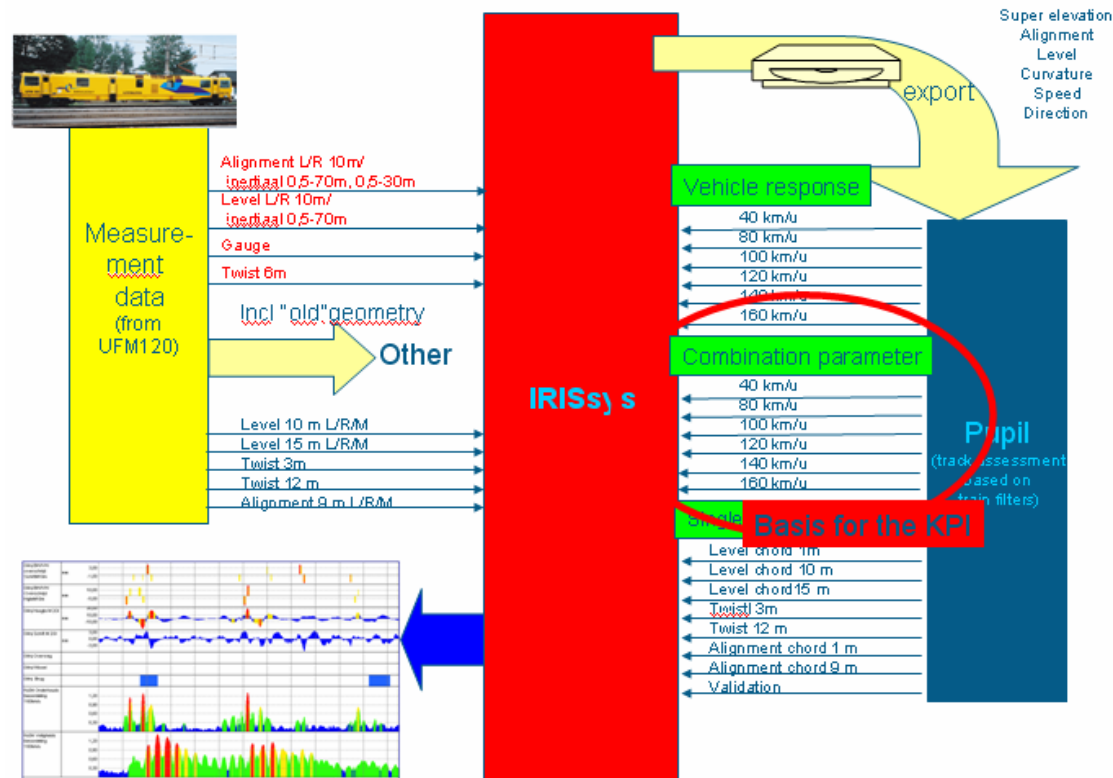 Super elevation
Alignment
Level
Curvature
Speed
Direction
export
Measure-
ment
data
(from
UFM120)
Alignment L/R 10m/
inertiaal 0,5-70m, 0,5-30m
Level L/R 10m/
inertiaal 0,5-70m
Gauge
Twist 6m
Incl "old"geometry
Other
Level 10 m L/R/M
Level 15 m L/R/M
Twist 3m
Twist 12 m
Alignment 9 m L/R/M
IRISsys
Vehicle response
40 km/u
80 km/u
100 km/u
120 km/u
140 km/u
160 km/u
Combination parameter
40 km/u
80 km/u
100 km/u
120 km/u
140 km/u
160 km/u
Single
Basis for the KPI
Level chord 1m
Level chord 10 m
Level chord15 m
Twistl 3m
Twist 12 m
Alignment chord 1 m
Alignment chord 9 m
Validation
Pupil
(track assessment
based on
train filters)